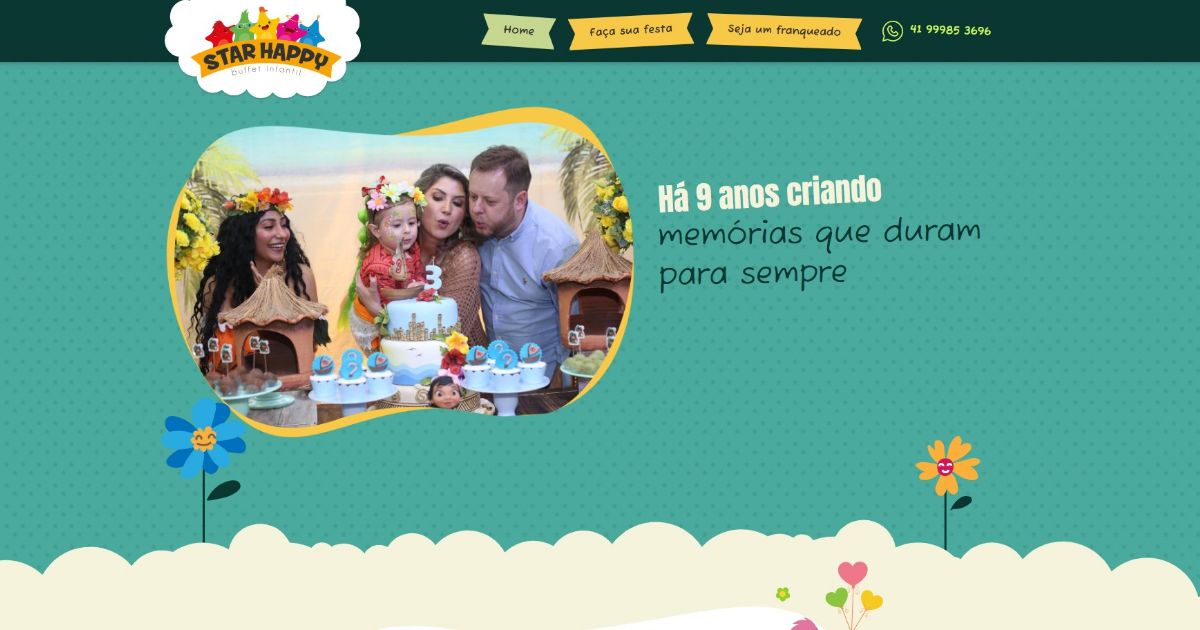 STAR HAPPY
buffet infantil
Home
Faça sua festa
Seja um franqueado
41 99985 3696
Há 9 anos criando
memórias que duram
para sempre
3